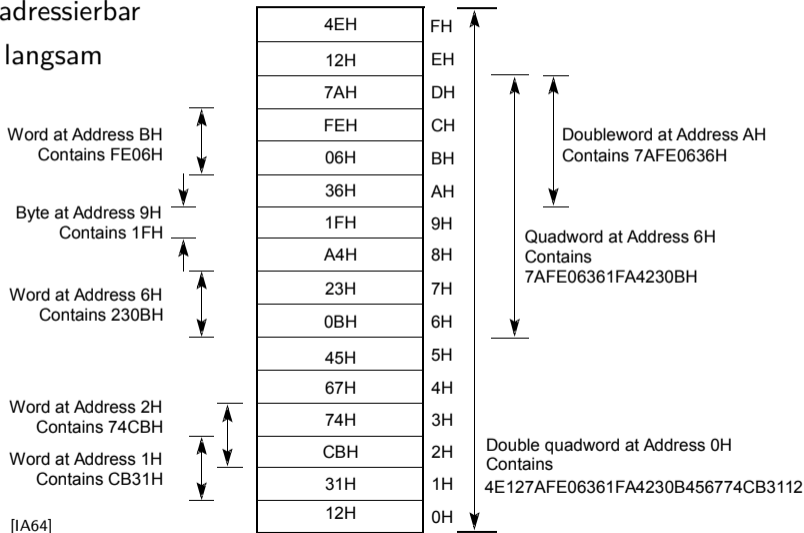 adressierbar
langsam
4EH FH
12H EH
7AH DH
FEH CH
06H BH
36H AH
1FH 9H
A4H 8H
23H 7H
0BH 6H
45H 5H
67H 4H
74H 3H
CBH 2H
31H 1H
12H 0H
Word at Address BH
Contains FE06H
Byte at Address 9H
Contains 1FH
Word at Address 6H
Contains 230BH
Word at Address 2H
Contains 74CBH
Word at Address 1H
Contains CB31H
Doubleword at Address AH
Contains 7AFE0636H
Quadword at Address 6H
Contains
7AFE06361FA4230BH
Double quadword at Address 0H
Contains
4E127AFE06361FA4230B456774CB3112
[IA64]